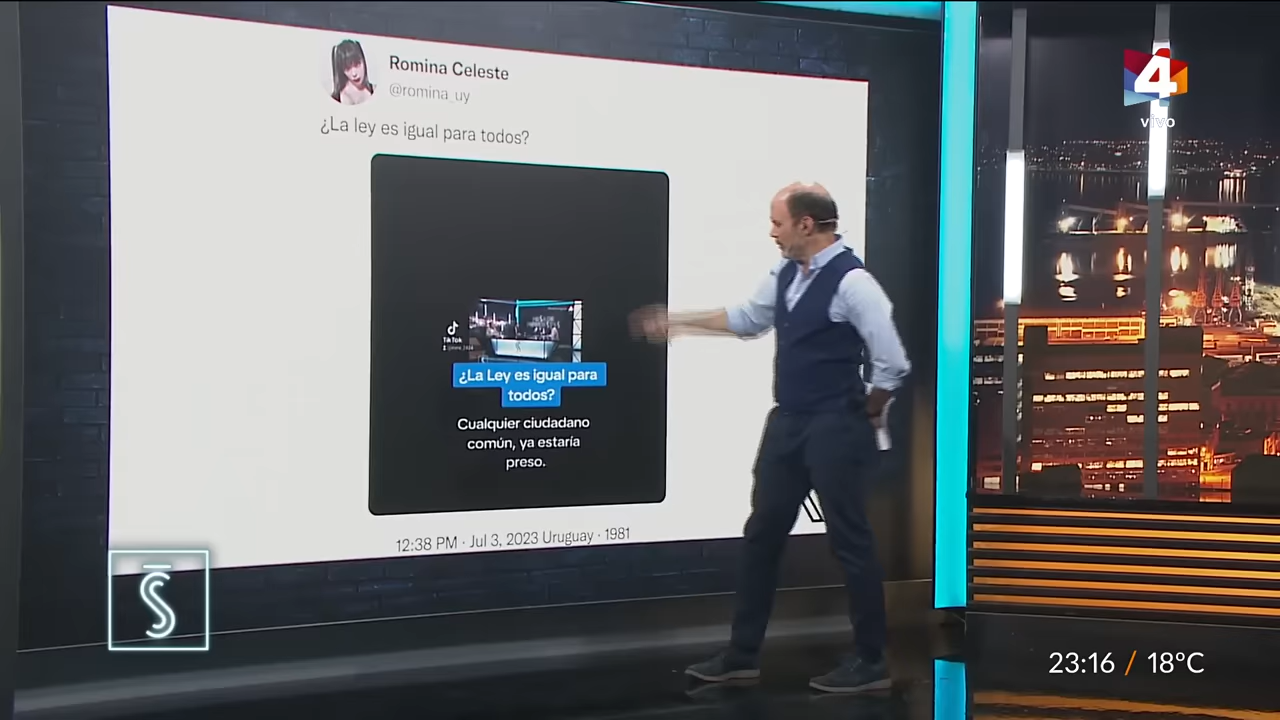 Romina Celeste
@romina_uy
¿La ley es igual para todos?
TikTok
¿La Ley es igual para
todos?
Cualquier ciudadano
común, ya estaría
preso.
12:38 PM · Jul 3, 2023 Uruguay · 1981
4
vivo
S
23:16 / 18°C